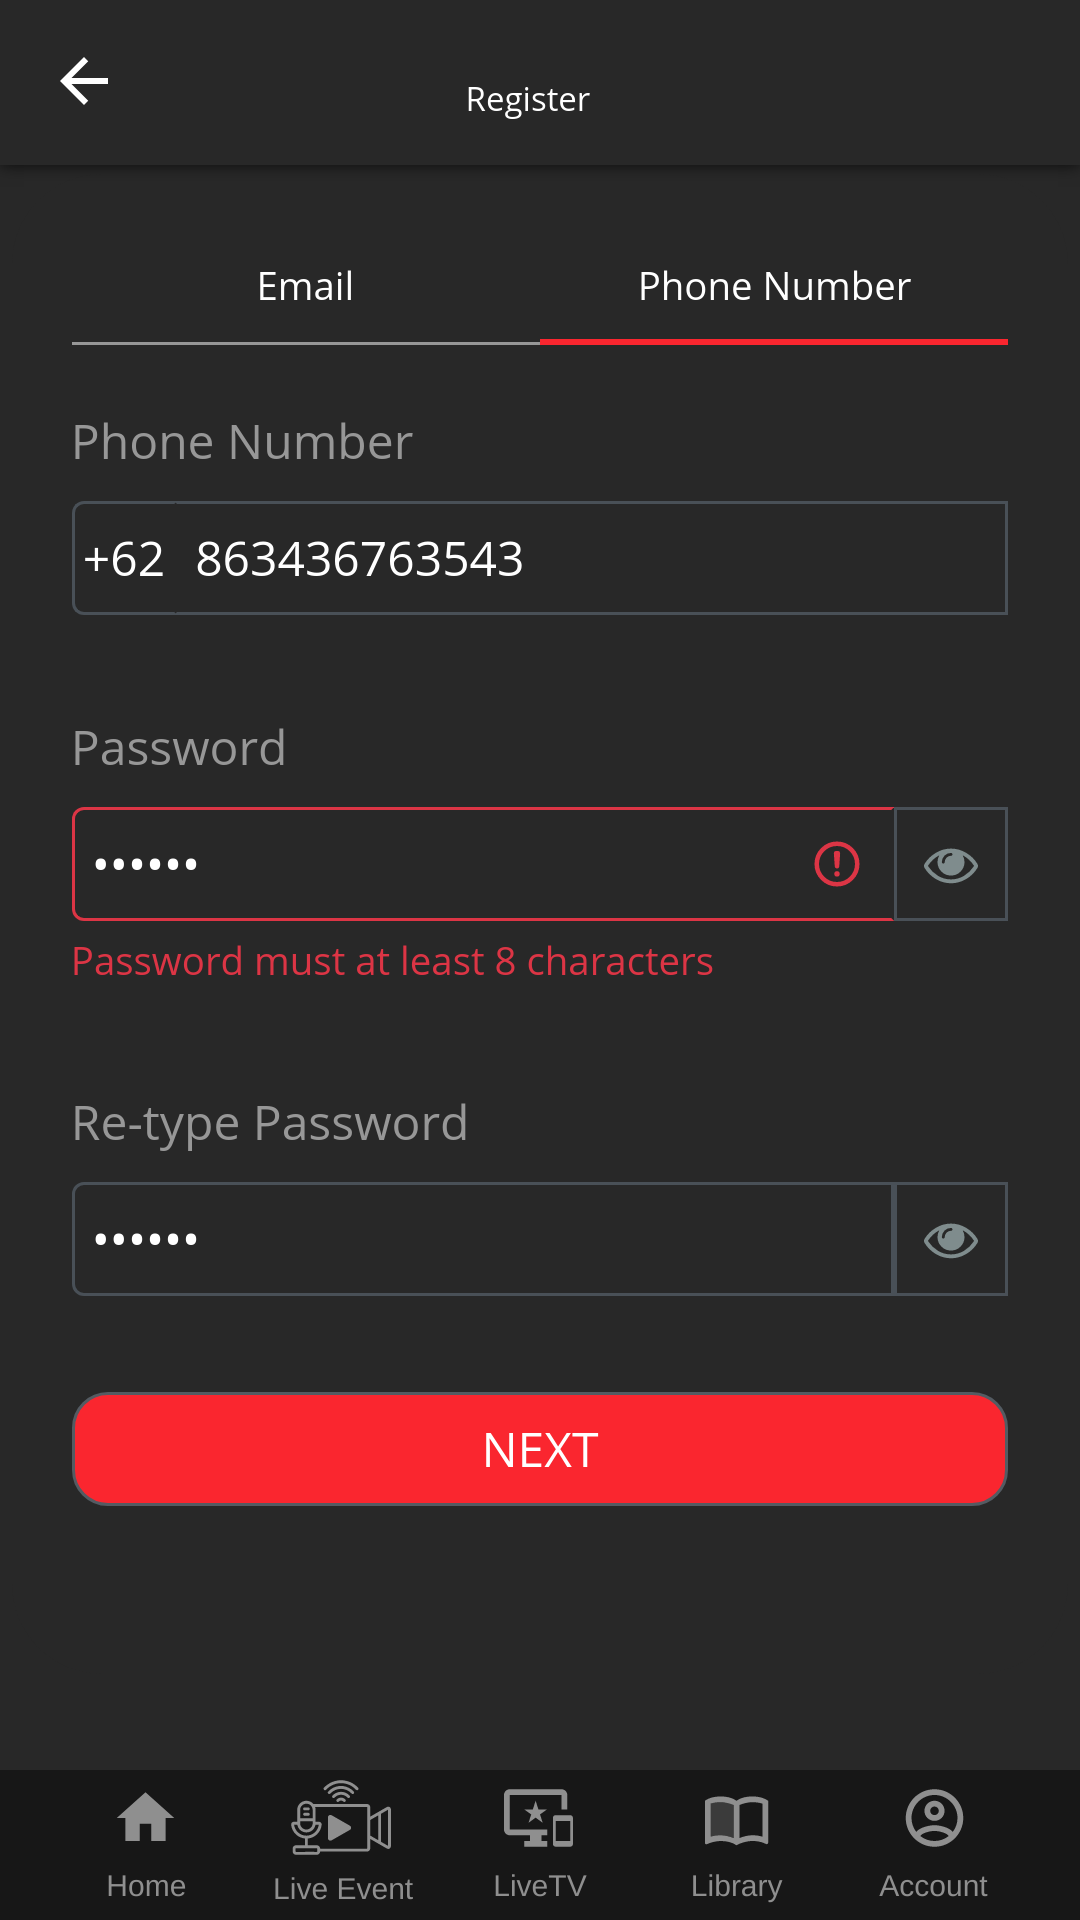 Register
Email Phone Number
Phone Number
+62 863436763543
Password
••••••
Password must at least 8 characters
Re-type Password
••••••
NEXT
Home Live Event LiveTV Library Account